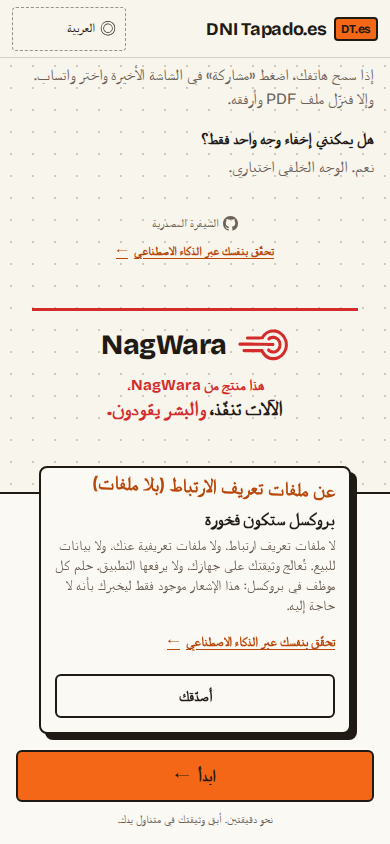 DT.es DNI Tapado.es
العربية
إذا سمح هاتفك، اضغط «مشاركة» في الشاشة الأخيرة واختر واتساب.
وإلا فنزّل ملف PDF وأرفقه.
هل يمكنني إخفاء وجه واحد فقط؟
نعم. الوجه الخلفي اختياري.
الشيفرة المصدرية
تحقّق بنفسك عبر الذكاء الاصطناعي ←
NagWara
هذا منتج من NagWara.
الآلات تنفّذ، والبشر يقودون.
عن ملفات تعريف الارتباط (بلا ملفات)
بروكسل ستكون فخورة
لا ملفات تعريف ارتباط. ولا ملفات تعريفية عنك. ولا بيانات
للبيع. تُعالَج وثيقتك على جهازك. ولا يرفعها التطبيق. حلم كل
موظف في بروكسل: هذا الإشعار موجود فقط ليخبرك بأنه لا
حاجة إليه.
تحقّق بنفسك عبر الذكاء الاصطناعي ←
أصدّقك
ابدأ ←
نحو دقيقتين. أبقِ وثيقتك في متناول يدك.